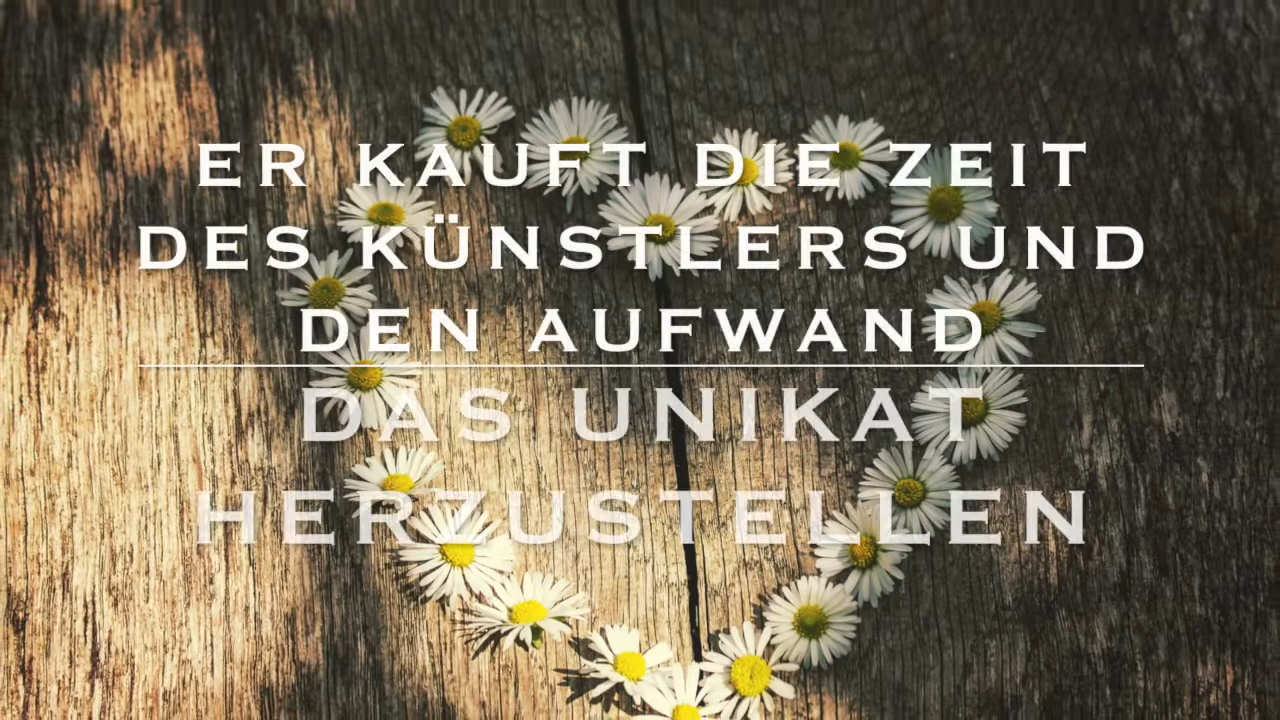 ER KAUFT DIE ZEIT
DES KÜNSTLERS UND
DEN AUFWAND
DAS UNIKAT
HERZUSTELLEN